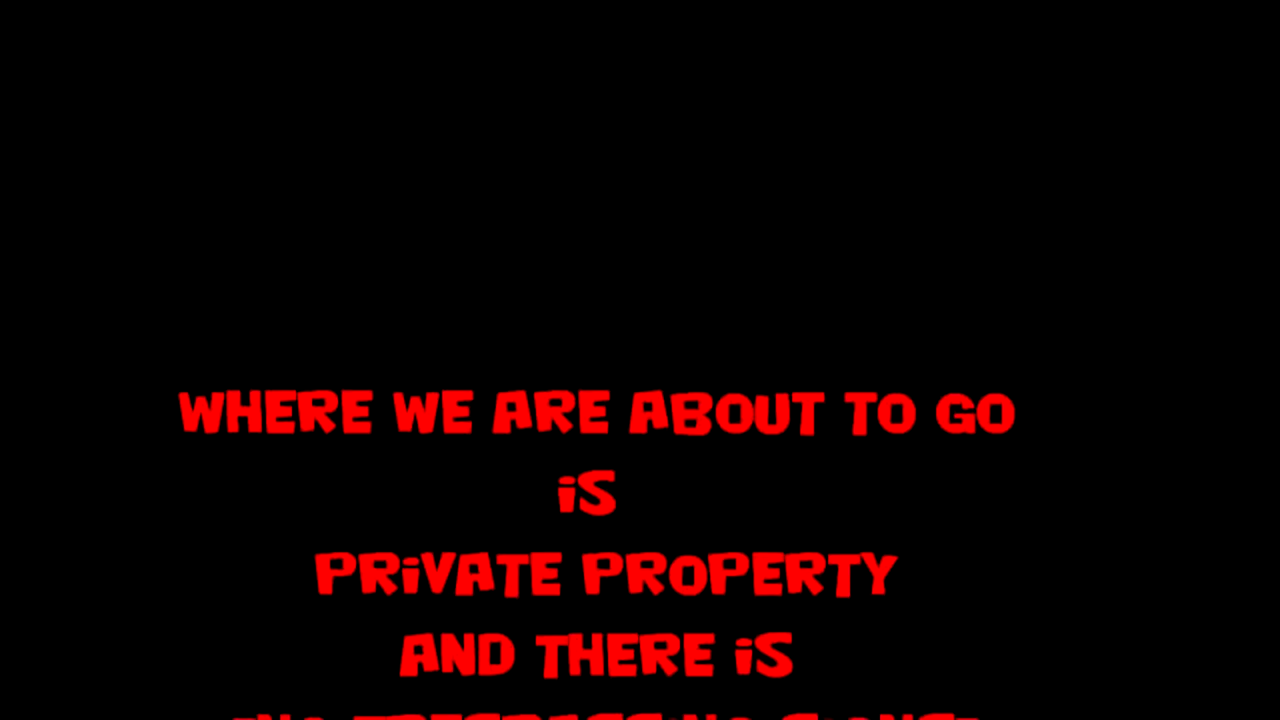 WHERE WE ARE ABOUT TO GO
iS
PRiVATE PROPERTY
AND THERE iS